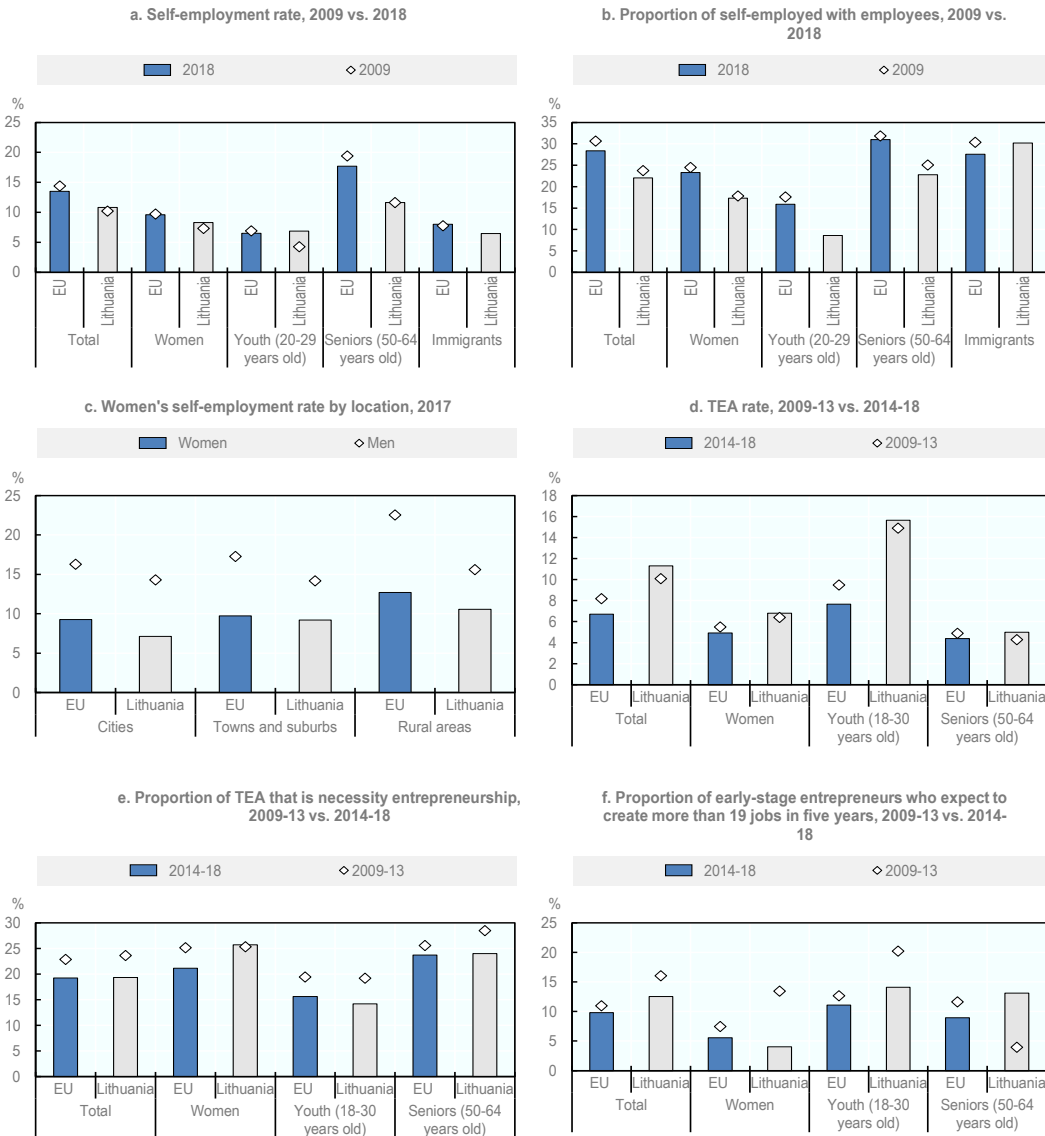 a. Self-employment rate, 2009 vs. 2018
2018 2009
%
25
20
15
10
5
0
EU Lithuania EU Lithuania EU Lithuania EU Lithuania EU Lithuania
Total Women Youth (20-29 years old) Seniors (50-64 years old) Immigrants
b. Proportion of self-employed with employees, 2009 vs.
2018
2018 2009
%
35
30
25
20
15
10
5
0
EU Lithuania EU Lithuania EU Lithuania EU Lithuania EU Lithuania
Total Women Youth (20-29 years old) Seniors (50-64 years old) Immigrants
c. Women's self-employment rate by location, 2017
Women Men
%
25
20
15
10
5
0
EU Lithuania EU Lithuania EU Lithuania
Cities Towns and suburbs Rural areas
d. TEA rate, 2009-13 vs. 2014-18
2014-18 2009-13
%
18
16
14
12
10
8
6
4
2
0
EU Lithuania EU Lithuania EU Lithuania EU Lithuania
Total Women Youth (18-30 years old) Seniors (50-64 years old)
e. Proportion of TEA that is necessity entrepreneurship,
2009-13 vs. 2014-18
2014-18 2009-13
%
30
25
20
15
10
5
0
EU Lithuania EU Lithuania EU Lithuania EU Lithuania
Total Women Youth (18-30 years old) Seniors (50-64 years old)
f. Proportion of early-stage entrepreneurs who expect to
create more than 19 jobs in five years, 2009-13 vs. 2014-
18
2014-18 2009-13
%
25
20
15
10
5
0
EU Lithuania EU Lithuania EU Lithuania EU Lithuania
Total Women Youth (18-30 years old) Seniors (50-64 years old)